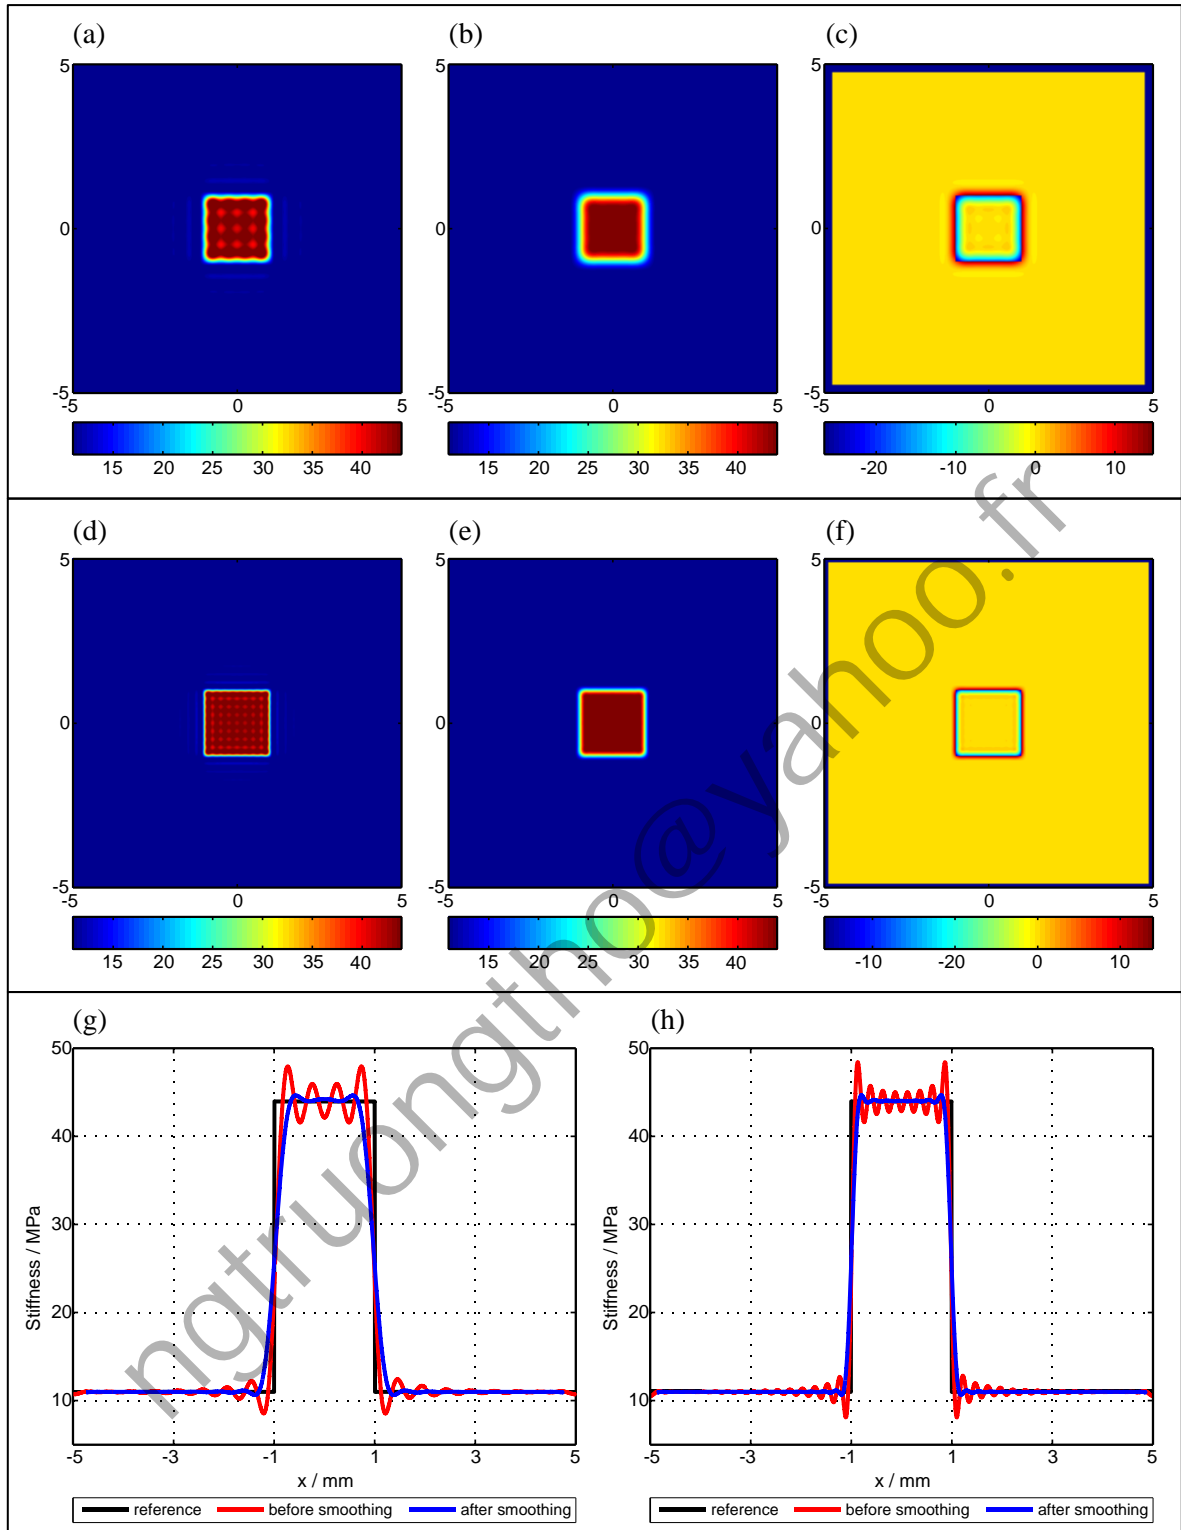 (a) (b) (c)
5 5 5
0 0 0
-5 -5 -5
-5 0 5 -5 0 5 -5 0 5
15 20 25 30 35 40 15 20 25 30 35 40 -20 -10 0 10
(d) (e) (f)
5 5 5
0 0 0
-5 -5 -5
-5 0 5 -5 0 5 -5 0 5
15 20 25 30 35 40 15 20 25 30 35 40 -10 -20 0 10
(g) (h)
50 50
40 40
30 30
20 20
10 10
Stiffness / MPa Stiffness / MPa
-5 -3 -1 1 3 5 -5 -3 -1 1 3 5
x / mm x / mm
reference before smoothing after smoothing reference before smoothing after smoothing
ngtruongtho@yahoo.fr